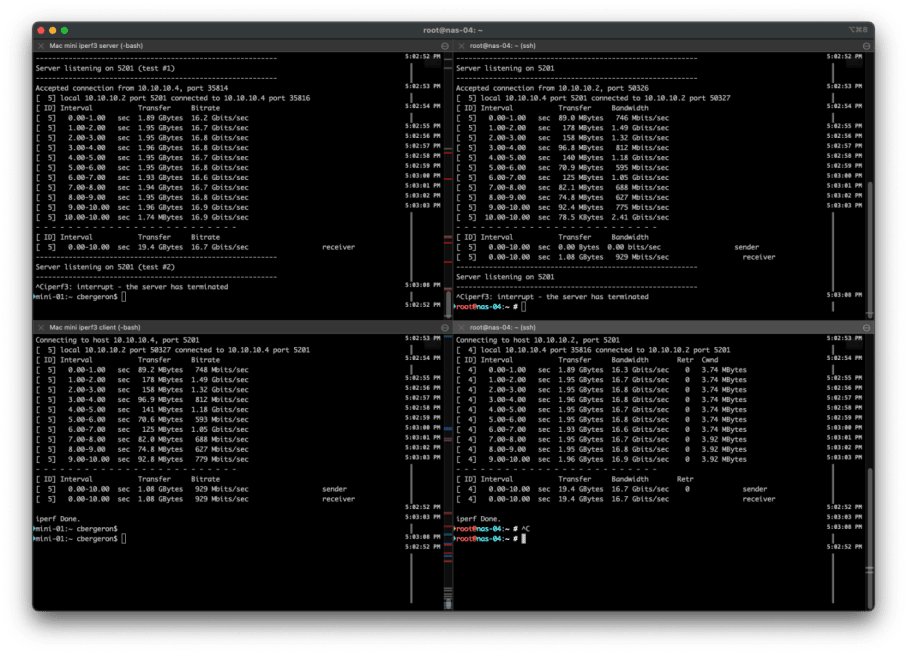 root@nas-04: ~
⌥⌘8
Mac mini iperf3 server (-bash)
-----------------------------------------------------------
Server listening on 5201 (test #1)
-----------------------------------------------------------
Accepted connection from 10.10.10.4, port 35814
[  5] local 10.10.10.2 port 5201 connected to 10.10.10.4 port 35816
[ ID] Interval           Transfer     Bitrate
[  5]   0.00-1.00   sec  1.89 GBytes  16.2 Gbits/sec
[  5]   1.00-2.00   sec  1.95 GBytes  16.7 Gbits/sec
[  5]   2.00-3.00   sec  1.95 GBytes  16.8 Gbits/sec
[  5]   3.00-4.00   sec  1.96 GBytes  16.8 Gbits/sec
[  5]   4.00-5.00   sec  1.95 GBytes  16.7 Gbits/sec
[  5]   5.00-6.00   sec  1.95 GBytes  16.8 Gbits/sec
[  5]   6.00-7.00   sec  1.93 GBytes  16.6 Gbits/sec
[  5]   7.00-8.00   sec  1.94 GBytes  16.7 Gbits/sec
[  5]   8.00-9.00   sec  1.95 GBytes  16.8 Gbits/sec
[  5]   9.00-10.00  sec  1.96 GBytes  16.9 Gbits/sec
[  5]  10.00-10.00  sec  1.74 MBytes  16.9 Gbits/sec
- - - - - - - - - - - - - - - - - - - - - - - - -
[ ID] Interval           Transfer     Bitrate
[  5]   0.00-10.00  sec  19.4 GBytes  16.7 Gbits/sec                  receiver
-----------------------------------------------------------
Server listening on 5201 (test #2)
-----------------------------------------------------------
^Ciperf3: interrupt - the server has terminated
mini-01:~ cbergeron$
5:02:52 PM
5:02:53 PM
5:02:54 PM
5:02:55 PM
5:02:56 PM
5:02:57 PM
5:02:58 PM
5:02:59 PM
5:03:00 PM
5:03:01 PM
5:03:02 PM
5:03:03 PM
5:03:08 PM
5:02:52 PM
root@nas-04: ~ (ssh)
-----------------------------------------------------------
Server listening on 5201
-----------------------------------------------------------
Accepted connection from 10.10.10.2, port 50326
[  5] local 10.10.10.4 port 5201 connected to 10.10.10.2 port 50327
[ ID] Interval           Transfer     Bandwidth
[  5]   0.00-1.00   sec  89.0 MBytes   746 Mbits/sec
[  5]   1.00-2.00   sec   178 MBytes  1.49 Gbits/sec
[  5]   2.00-3.00   sec   158 MBytes  1.32 Gbits/sec
[  5]   3.00-4.00   sec  96.8 MBytes   812 Mbits/sec
[  5]   4.00-5.00   sec   140 MBytes  1.18 Gbits/sec
[  5]   5.00-6.00   sec  70.9 MBytes   595 Mbits/sec
[  5]   6.00-7.00   sec   125 MBytes  1.05 Gbits/sec
[  5]   7.00-8.00   sec  82.1 MBytes   688 Mbits/sec
[  5]   8.00-9.00   sec  74.8 MBytes   627 Mbits/sec
[  5]   9.00-10.00  sec  92.4 MBytes   775 Mbits/sec
[  5]  10.00-10.00  sec  78.5 KBytes  2.41 Gbits/sec
- - - - - - - - - - - - - - - - - - - - - - - - -
[ ID] Interval           Transfer     Bandwidth
[  5]   0.00-10.00  sec  0.00 Bytes  0.00 bits/sec                  sender
[  5]   0.00-10.00  sec  1.08 GBytes   929 Mbits/sec                  receiver
-----------------------------------------------------------
Server listening on 5201
-----------------------------------------------------------
^Ciperf3: interrupt - the server has terminated
root@nas-04:~ #
5:02:52 PM
5:02:53 PM
5:02:54 PM
5:02:55 PM
5:02:56 PM
5:02:57 PM
5:02:58 PM
5:02:59 PM
5:03:00 PM
5:03:01 PM
5:03:02 PM
5:03:03 PM
5:03:08 PM
Mac mini iperf3 client (-bash)
Connecting to host 10.10.10.4, port 5201
[  5] local 10.10.10.2 port 50327 connected to 10.10.10.4 port 5201
[ ID] Interval           Transfer     Bitrate
[  5]   0.00-1.00   sec  89.2 MBytes   748 Mbits/sec
[  5]   1.00-2.00   sec   178 MBytes  1.49 Gbits/sec
[  5]   2.00-3.00   sec   158 MBytes  1.32 Gbits/sec
[  5]   3.00-4.00   sec  96.9 MBytes   812 Mbits/sec
[  5]   4.00-5.00   sec   141 MBytes  1.18 Gbits/sec
[  5]   5.00-6.00   sec  70.6 MBytes   593 Mbits/sec
[  5]   6.00-7.00   sec   125 MBytes  1.05 Gbits/sec
[  5]   7.00-8.00   sec  82.0 MBytes   688 Mbits/sec
[  5]   8.00-9.00   sec  74.8 MBytes   627 Mbits/sec
[  5]   9.00-10.00  sec  92.8 MBytes   779 Mbits/sec
- - - - - - - - - - - - - - - - - - - - - - - - -
[ ID] Interval           Transfer     Bitrate
[  5]   0.00-10.00  sec  1.08 GBytes   929 Mbits/sec                  sender
[  5]   0.00-10.00  sec  1.08 GBytes   929 Mbits/sec                  receiver
iperf Done.
mini-01:~ cbergeron$
mini-01:~ cbergeron$
5:02:53 PM
5:02:54 PM
5:02:55 PM
5:02:56 PM
5:02:57 PM
5:02:58 PM
5:02:59 PM
5:03:00 PM
5:03:01 PM
5:03:02 PM
5:03:03 PM
5:02:52 PM
5:03:03 PM
5:03:08 PM
5:02:52 PM
root@nas-04: ~ (ssh)
Connecting to host 10.10.10.2, port 5201
[  4] local 10.10.10.4 port 35816 connected to 10.10.10.2 port 5201
[ ID] Interval           Transfer     Bandwidth       Retr  Cwnd
[  4]   0.00-1.00   sec  1.89 GBytes  16.3 Gbits/sec    0   3.74 MBytes
[  4]   1.00-2.00   sec  1.95 GBytes  16.7 Gbits/sec    0   3.74 MBytes
[  4]   2.00-3.00   sec  1.95 GBytes  16.8 Gbits/sec    0   3.74 MBytes
[  4]   3.00-4.00   sec  1.96 GBytes  16.8 Gbits/sec    0   3.74 MBytes
[  4]   4.00-5.00   sec  1.95 GBytes  16.7 Gbits/sec    0   3.74 MBytes
[  4]   5.00-6.00   sec  1.95 GBytes  16.8 Gbits/sec    0   3.74 MBytes
[  4]   6.00-7.00   sec  1.93 GBytes  16.6 Gbits/sec    0   3.74 MBytes
[  4]   7.00-8.00   sec  1.95 GBytes  16.7 Gbits/sec    0   3.92 MBytes
[  4]   8.00-9.00   sec  1.95 GBytes  16.8 Gbits/sec    0   3.92 MBytes
[  4]   9.00-10.00  sec  1.96 GBytes  16.9 Gbits/sec    0   3.92 MBytes
- - - - - - - - - - - - - - - - - - - - - - - - -
[ ID] Interval           Transfer     Bandwidth       Retr
[  4]   0.00-10.00  sec  19.4 GBytes  16.7 Gbits/sec    0             sender
[  4]   0.00-10.00  sec  19.4 GBytes  16.7 Gbits/sec                  receiver
iperf Done.
root@nas-04:~ # ^C
root@nas-04:~ #
5:02:53 PM
5:02:54 PM
5:02:55 PM
5:02:56 PM
5:02:57 PM
5:02:58 PM
5:02:59 PM
5:03:00 PM
5:03:01 PM
5:03:02 PM
5:03:03 PM
5:02:52 PM
5:03:03 PM
5:03:08 PM
5:02:52 PM